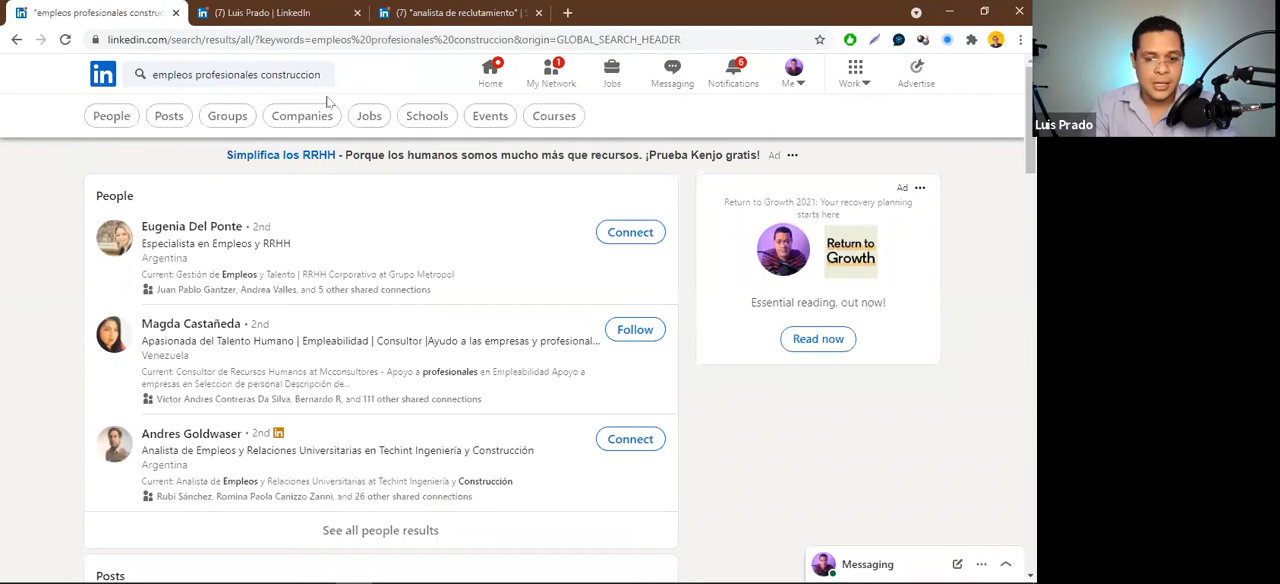 "empleos profesionales construc
(7) Luis Prado | LinkedIn
(7) "analista de reclutamiento" | S
linkedin.com/search/results/all/?keywords=empleos%20profesionales%20construccion&origin=GLOBAL_SEARCH_HEADER
in
empleos profesionales construccion
Home
1
My Network
Jobs
Messaging
6
Notifications
Me
Work
Advertise
People
Posts
Groups
Companies
Jobs
Schools
Events
Courses
Simplifica los RRHH - Porque los humanos somos mucho más que recursos. ¡Prueba Kenjo gratis! Ad
People
Eugenia Del Ponte • 2nd
Especialista en Empleos y RRHH
Argentina
Current: Gestión de Empleos y Talento | RRHH Corporativo at Grupo Metropol
Juan Pablo Gantzer, Andrea Valles, and 5 other shared connections
Connect
Magda Castañeda • 2nd
Apasionada del Talento Humano | Empleabilidad | Consultor |Ayudo a las empresas y profesional...
Venezuela
Current: Consultor de Recursos Humanos at Mcconsultores - Apoyo a profesionales en Empleabilidad Apoyo a
empresas en Seleccion de personal Descripción de...
Victor Andres Contreras Da Silva, Bernardo R, and 111 other shared connections
Follow
Andres Goldwaser • 2nd in
Analista de Empleos y Relaciones Universitarias en Techint Ingeniería y Construcción
Argentina
Current: Analista de Empleos y Relaciones Universitarias at Techint Ingeniería y Construcción
Rubi Sánchez, Romina Paola Canizzo Zanni, and 26 other shared connections
Connect
See all people results
Posts
Ad
Return to Growth 2021: Your recovery planning
starts here
Return to
Growth
Essential reading, out now!
Read now
Messaging
Luis Prado